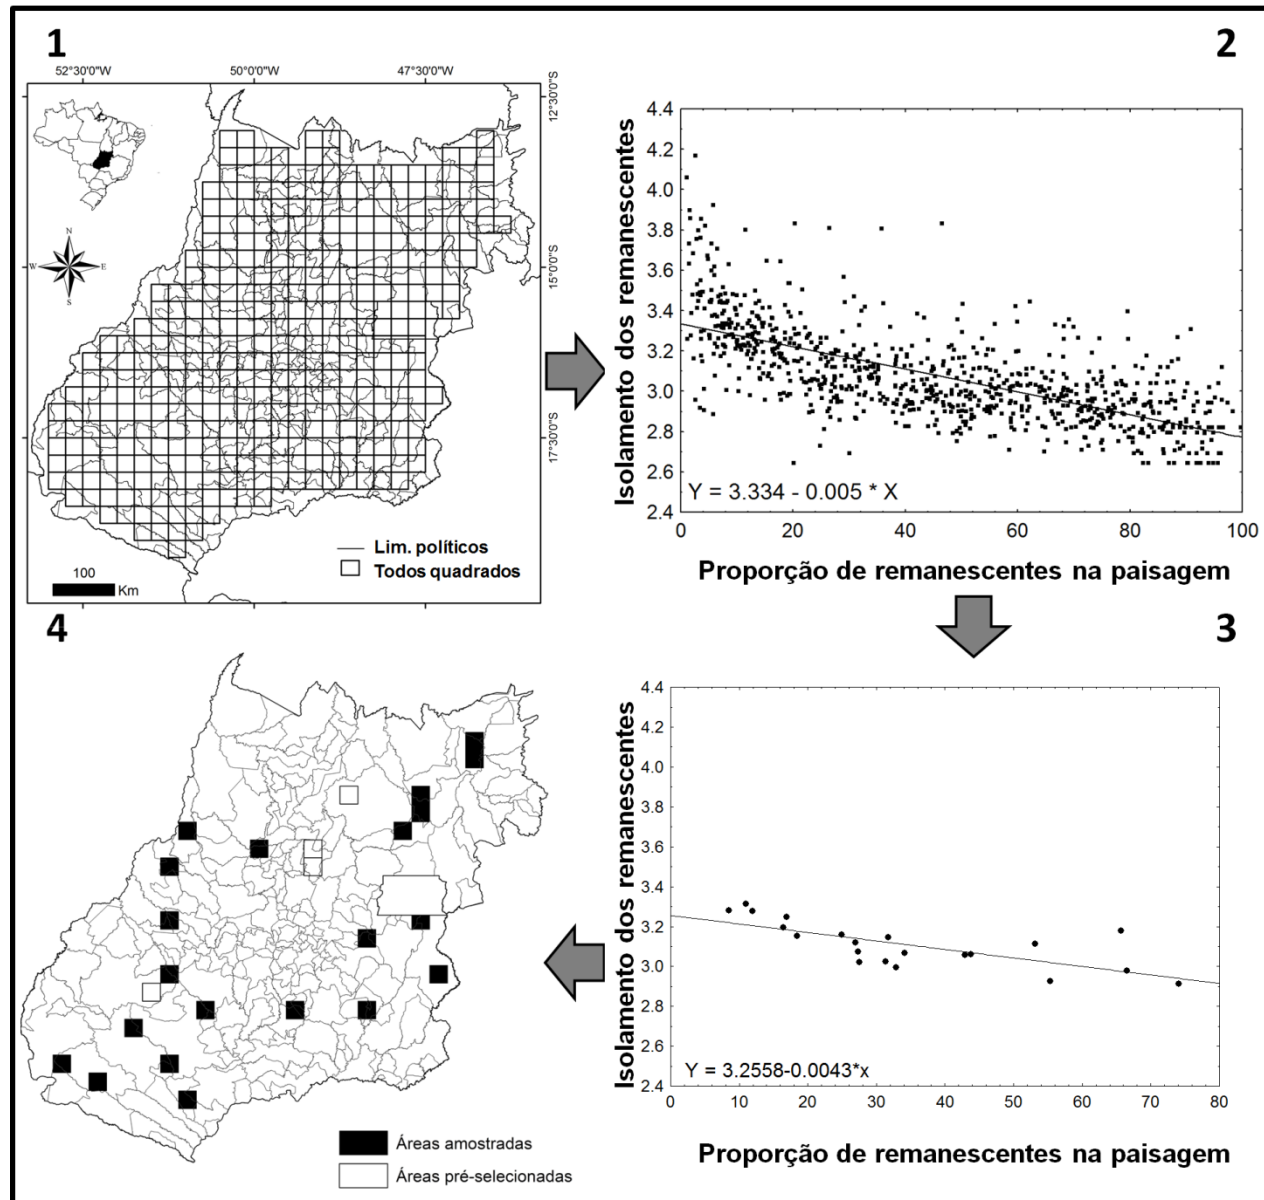 1
52°30'0"W 50°0'0"W 47°30'0"W
12°30'0"S
15°0'0"S
17°30'0"S
N
W E
S
Lim. políticos
Todos quadrados
100
Km
2
Isolamento dos remanescentes
4.4
4.2
4.0
3.8
3.6
3.4
3.2
3.0
2.8
2.6
2.4
Y = 3.334 - 0.005 * X
0 20 40 60 80 100
Proporção de remanescentes na paisagem
3
Isolamento dos remanescentes
4.4
4.2
4.0
3.8
3.6
3.4
3.2
3.0
2.8
2.6
2.4
Y = 3.2558-0.0043*x
0 10 20 30 40 50 60 70 80
Proporção de remanescentes na paisagem
4
Áreas amostradas
Áreas pré-selecionadas